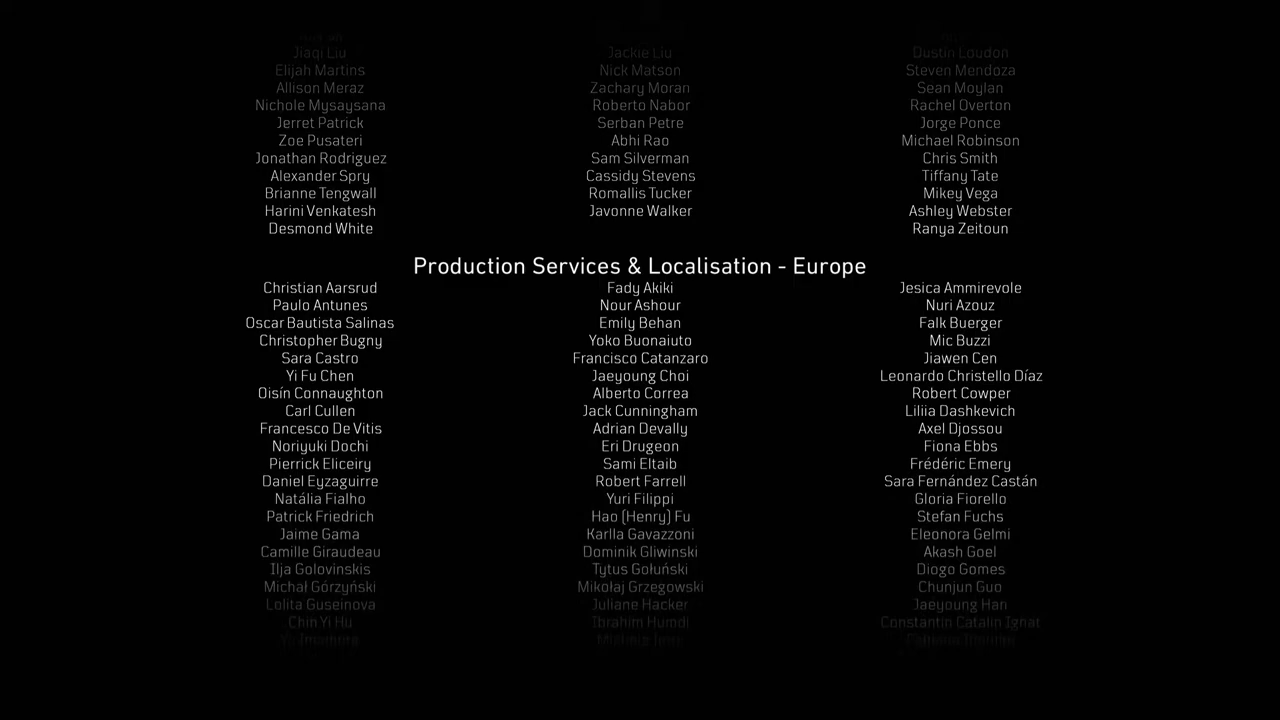 Jiaqi Liu Jackie Liu Dustin Loudon
Elijah Martins Nick Matson Steven Mendoza
Allison Meraz Zachary Moran Sean Moylan
Nichole Mysaysana Roberto Nabor Rachel Overton
Jerret Patrick Serban Petre Jorge Ponce
Zoe Pusateri Abhi Rao Michael Robinson
Jonathan Rodriguez Sam Silverman Chris Smith
Alexander Spry Cassidy Stevens Tiffany Tate
Brianne Tengwall Romallis Tucker Mikey Vega
Harini Venkatesh Javonne Walker Ashley Webster
Desmond White Ranya Zeitoun
Production Services & Localisation - Europe
Christian Aarsrud Fady Akiki Jesica Ammirevole
Paulo Antunes Nour Ashour Nuri Azouz
Oscar Bautista Salinas Emily Behan Falk Buerger
Christopher Bugny Yoko Buonaiuto Mic Buzzi
Sara Castro Francisco Catanzaro Jiawen Cen
Yi Fu Chen Jaeyoung Choi Leonardo Christello Díaz
Oisín Connaughton Alberto Correa Robert Cowper
Carl Cullen Jack Cunningham Liliia Dashkevich
Francesco De Vitis Adrian Devally Axel Djossou
Noriyuki Dochi Eri Drugeon Fiona Ebbs
Pierrick Eliceiry Sami Eltaib Frédéric Emery
Daniel Eyzaguirre Robert Farrell Sara Fernández Castán
Natália Fialho Yuri Filippi Gloria Fiorello
Patrick Friedrich Hao (Henry) Fu Stefan Fuchs
Jaime Gama Karlla Gavazzoni Eleonora Gelmi
Camille Giraudeau Dominik Gliwinski Akash Goel
Ilja Golovinskis Tytus Gołuński Diogo Gomes
Michał Górzyński Mikołaj Grzegowski Chunjun Guo
Lolita Guseinova Juliane Hacker Jaeyoung Han
Chin Yi Hu Ibrahim Humdi Constantin Catalin Ignat